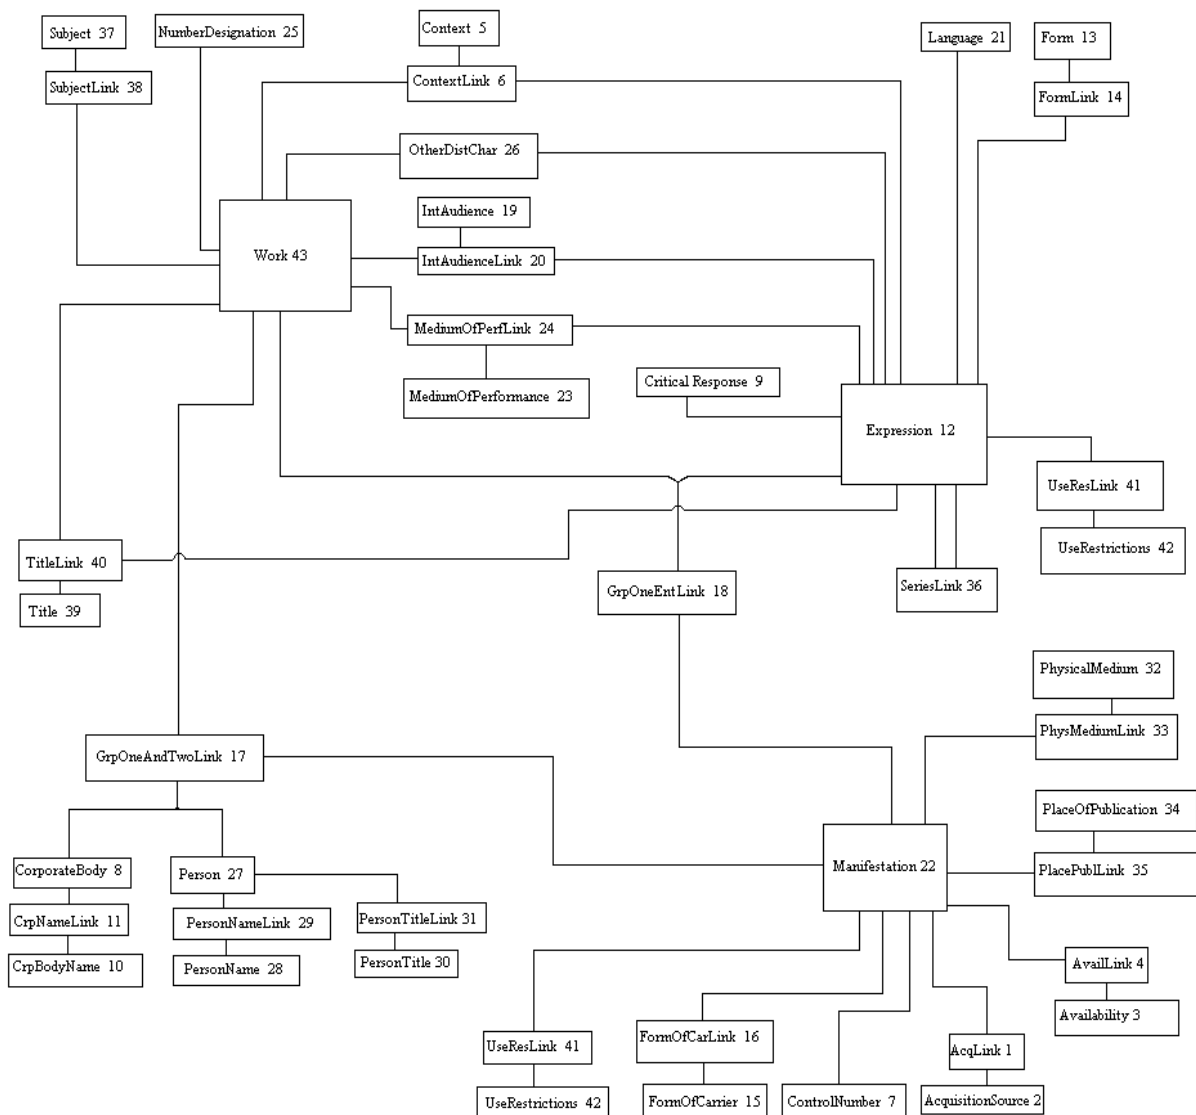 Subject 37
NumberDesignation 25
Context 5
Language 21
Form 13
SubjectLink 38
ContextLink 6
FormLink 14
OtherDistChar 26
IntAudience 19
Work 43
IntAudienceLink 20
MediumOfPerfLink 24
Critical Response 9
MediumOfPerformance 23
Expression 12
UseResLink 41
UseRestrictions 42
TitleLink 40
GrpOneEntLink 18
SeriesLink 36
Title 39
PhysicalMedium 32
PhysMediumLink 33
GrpOneAndTwoLink 17
PlaceOfPublication 34
Manifestation 22
PlacePublLink 35
CorporateBody 8
Person 27
CrpNameLink 11
PersonNameLink 29
PersonTitleLink 31
CrpBodyName 10
PersonName 28
PersonTitle 30
AvailLink 4
Availability 3
UseResLink 41
FormOfCarLink 16
AcqLink 1
UseRestrictions 42
FormOfCarrier 15
ControlNumber 7
AcquisitionSource 2